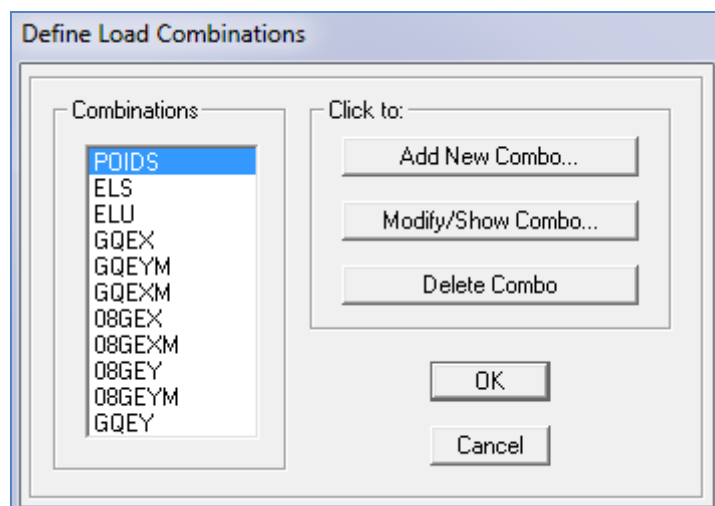 Define Load Combinations
Combinations
POIDS
ELS
ELU
GQEX
GQEYM
GQEXM
08GEX
08GEXM
08GEY
08GEYM
GQEY
Click to:
Add New Combo...
Modify/Show Combo...
Delete Combo
OK
Cancel